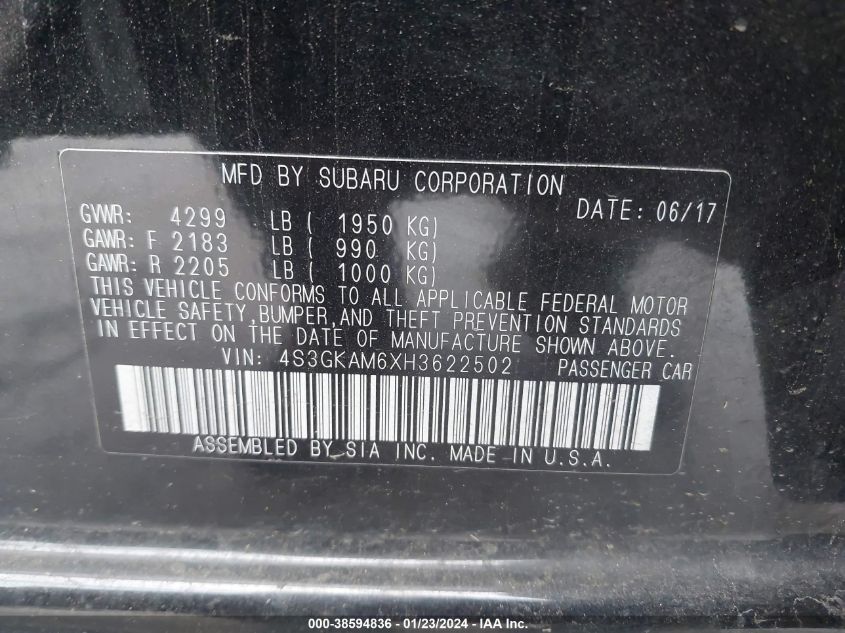 MFD BY SUBARU CORPORATION
DATE: 06/17
GVWR: 4299 LB ( 1950 KG)
GAWR: F 2183 LB ( 990 KG)
GAWR: R 2205 LB ( 1000 KG)
THIS VEHICLE CONFORMS TO ALL APPLICABLE FEDERAL MOTOR
VEHICLE SAFETY, BUMPER, AND THEFT PREVENTION STANDARDS
IN EFFECT ON THE DATE OF MANUFACTURE SHOWN ABOVE.
VIN: 4S3GKAM6XH3622502 PASSENGER CAR
ASSEMBLED BY SIA INC. MADE IN U.S.A.
000-38594836 - 01/23/2024 - IAA Inc.